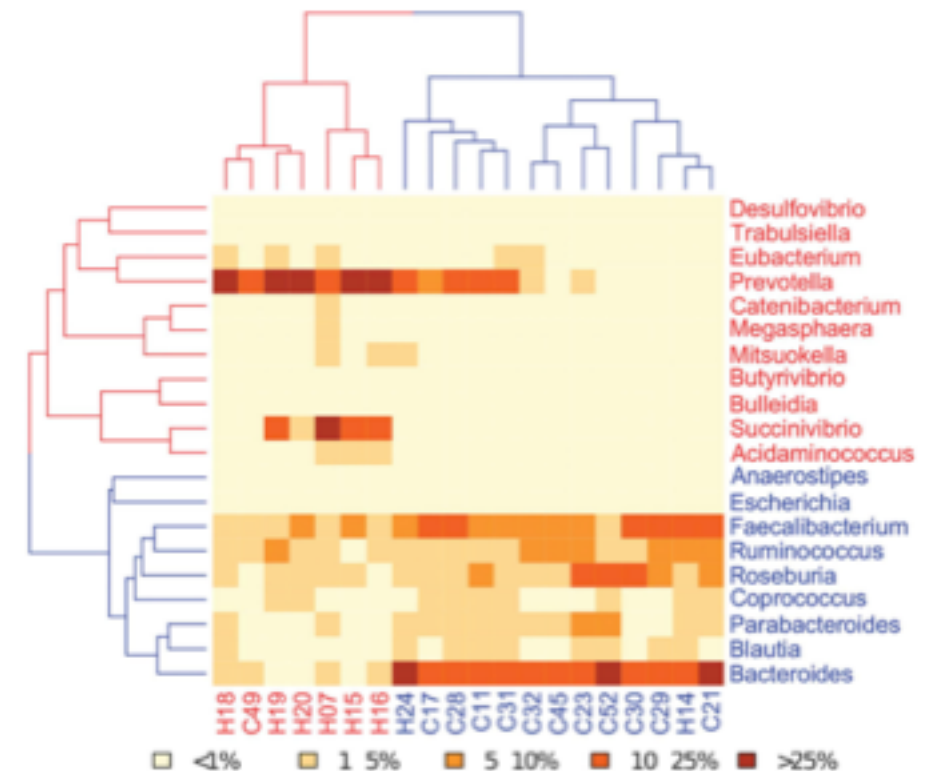 Desulfovibrio
Trabulsiella
Eubacterium
Prevotella
Catenibacterium
Megasphaera
Mitsuokella
Butyrivibrio
Bulleidia
Succinivibrio
Acidaminococcus
Anaerostipes
Escherichia
Faecalibacterium
Ruminococcus
Roseburia
Coprococcus
Parabacteroides
Blautia
Bacteroides
H18 C49 H19 H20 H07 H15 H16 H24 C17 C28 C11 C31 C32 C45 C23 C52 C30 C29 H14 C21
<1% 1 5% 5 10% 10 25% >25%